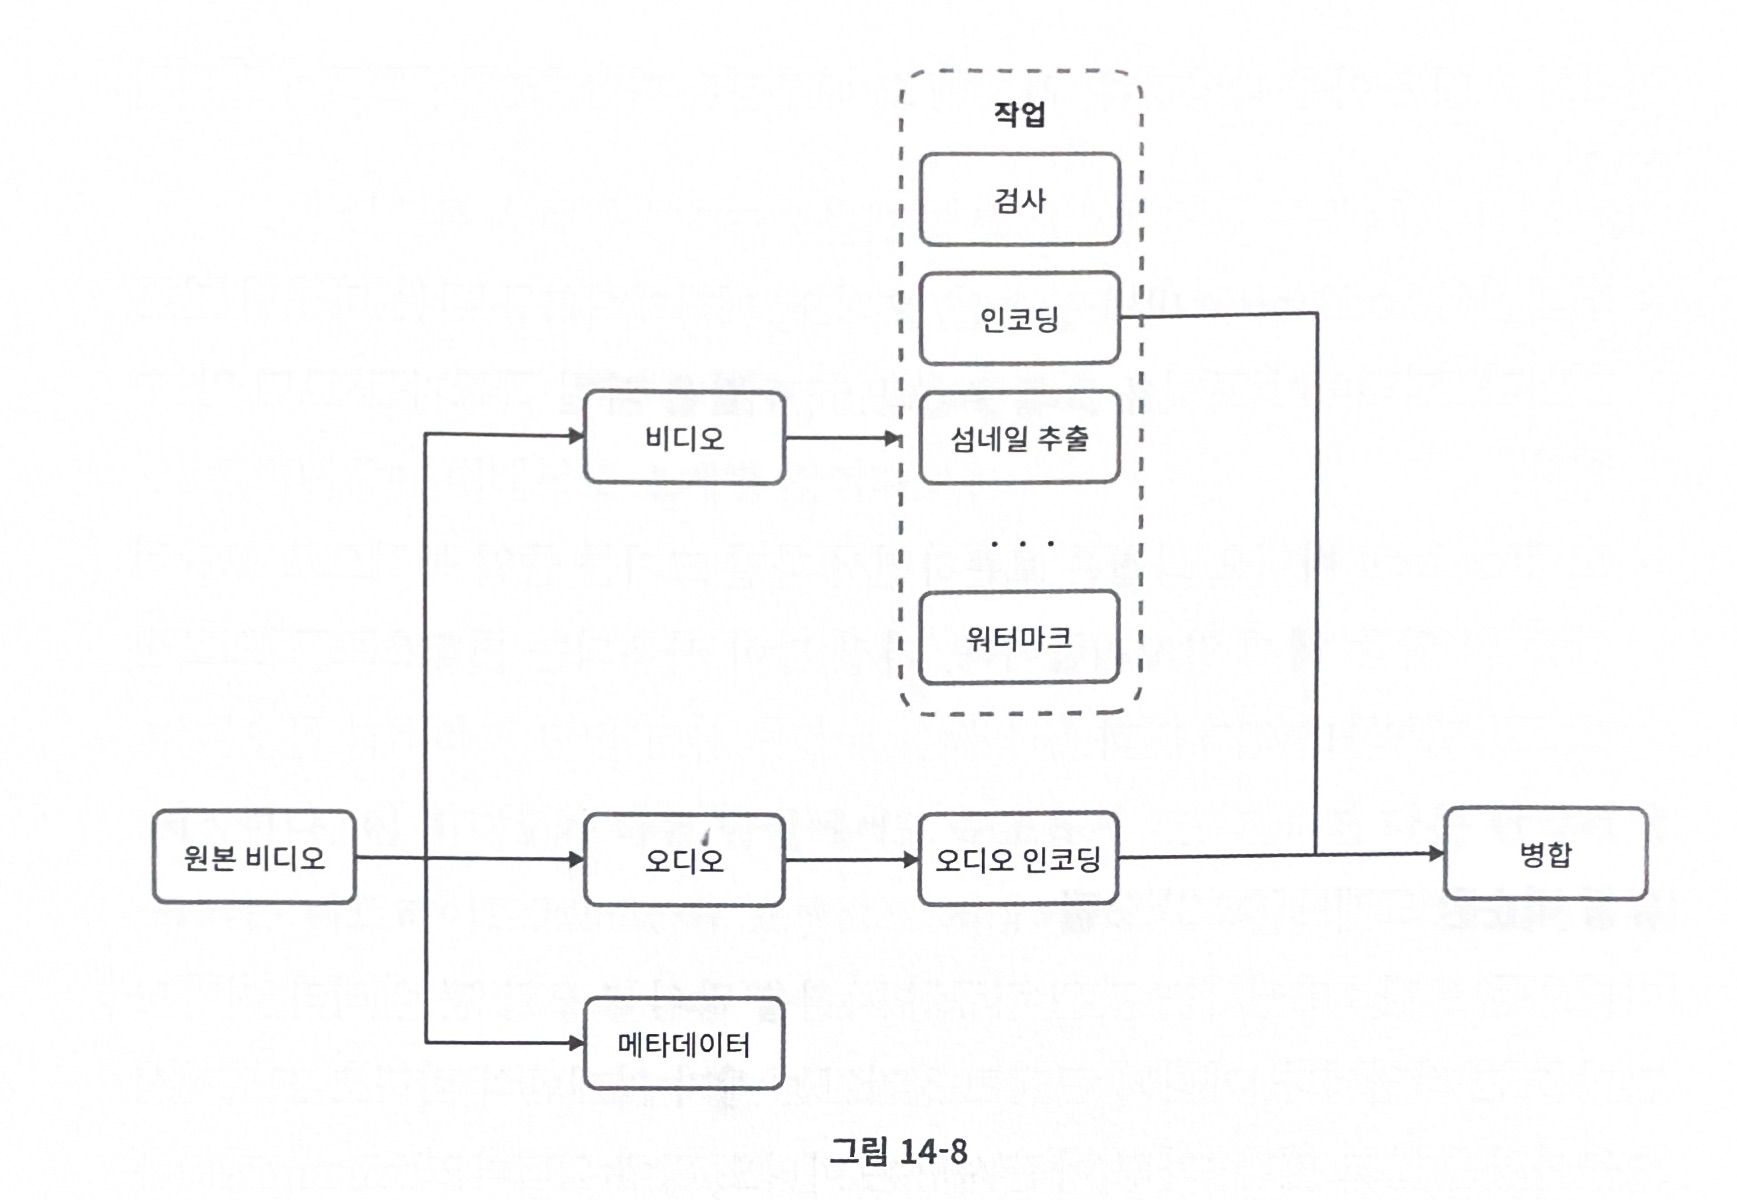 작업
검사
인코딩
비디오
섬네일 추출
. . .
워터마크
원본 비디오
오디오
오디오 인코딩
병합
메타데이터
그림 14-8